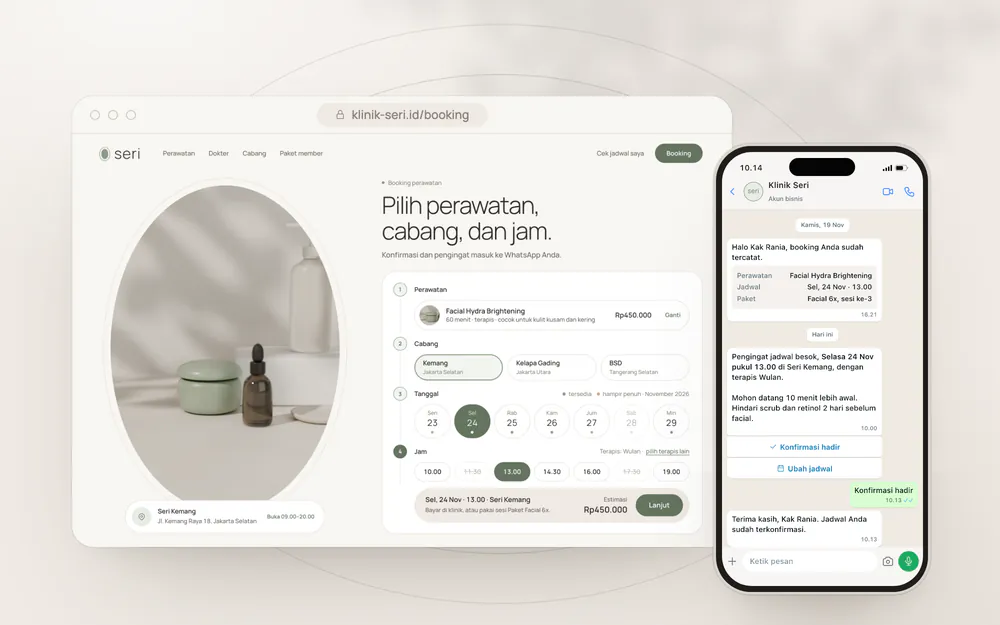 klinik-seri.id/booking
seri
Perawatan Dokter Cabang Paket member
Cek jadwal saya Booking
Booking perawatan
Pilih perawatan,
cabang, dan jam.
Konfirmasi dan pengingat masuk ke WhatsApp Anda.
1 Perawatan
Facial Hydra Brightening
60 menit · terapis · cocok untuk kulit kusam dan kering
Rp450.000 Ganti
2 Cabang
Kemang
Jakarta Selatan
Kelapa Gading
Jakarta Utara
BSD
Tangerang Selatan
3 Tanggal
tersedia hampir penuh · November 2026
Sen Sel Rab Kam Jum Sab Min
23 24 25 26 27 28 29
4 Jam
Terapis: Wulan · pilih terapis lain
10.00 11.30 13.00 14.30 16.00 17.30 19.00
Sel, 24 Nov · 13.00 · Seri Kemang
Bayar di klinik, atau pakai sesi Paket Facial 6x.
Estimasi
Rp450.000
Lanjut
Seri Kemang
Jl. Kemang Raya 18, Jakarta Selatan
Buka 09.00–20.00
10.14
seri
Klinik Seri
Akun bisnis
Kamis, 19 Nov
Halo Kak Rania, booking Anda sudah
tercatat.
Perawatan Facial Hydra Brightening
Jadwal Sel, 24 Nov · 13.00
Paket Facial 6x, sesi ke-3
16.21
Hari ini
Pengingat jadwal besok, Selasa 24 Nov
pukul 13.00 di Seri Kemang, dengan
terapis Wulan.
Mohon datang 10 menit lebih awal.
Hindari scrub dan retinol 2 hari sebelum
facial.
10.00
Konfirmasi hadir
Ubah jadwal
Konfirmasi hadir
10.13
Terima kasih, Kak Rania. Jadwal Anda
sudah terkonfirmasi.
10.13
Ketik pesan